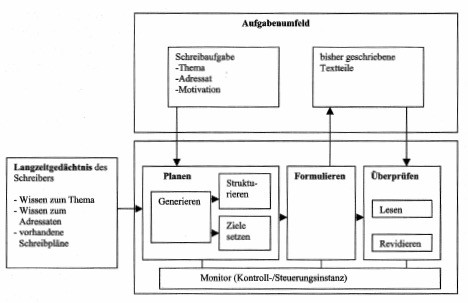 Aufgabenumfeld
Schreibaufgabe
-Thema
-Adressat
-Motivation
bisher geschriebene
Textteile
Langzeitgedächtnis des
Schreibers
- Wissen zum Thema
- Wissen zum
Adressaten
- vorhandene
Schreibpläne
Planen
Generieren
Struktu-
rieren
Ziele
setzen
Formulieren
Überprüfen
Lesen
Revidieren
Monitor (Kontroll-/Steuerungsinstanz)